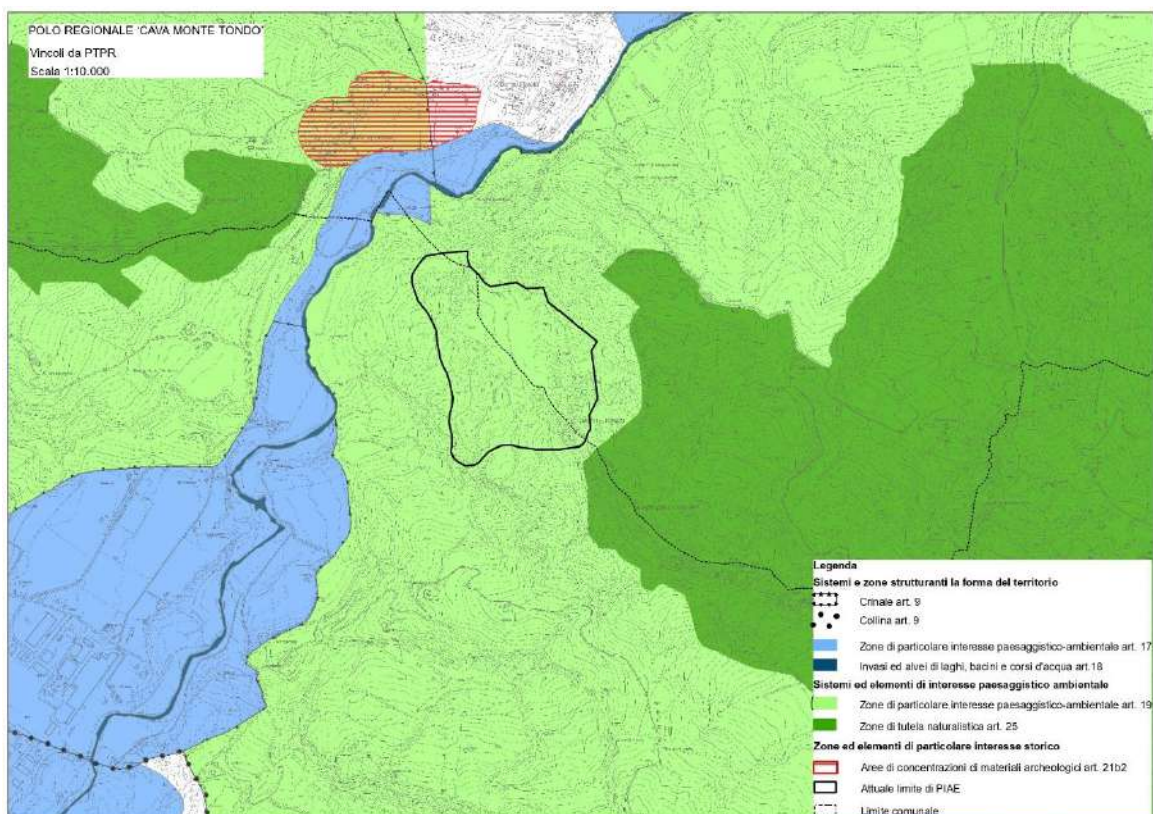 POLO REGIONALE 'CAVA MONTE TONDO'
Vincoli da PTPR
Scala 1:10.000
Legenda
Sistemi e zone strutturanti la forma del territorio
Crinale art. 9
Collina art. 9
Zone di particolare interesse paesaggistico-ambientale art. 17
Invasi ed alvei di laghi, bacini e corsi d'acqua art.18
Sistemi ed elementi di interesse paesaggistico ambientale
Zone di particolare interesse paesaggistico-ambientale art. 19
Zone di tutela naturalistica art. 25
Zone ed elementi di particolare interesse storico
Aree di concentrazioni di materiali archeologici art. 21b2
Attuale limite di PIAE
Limite comunale